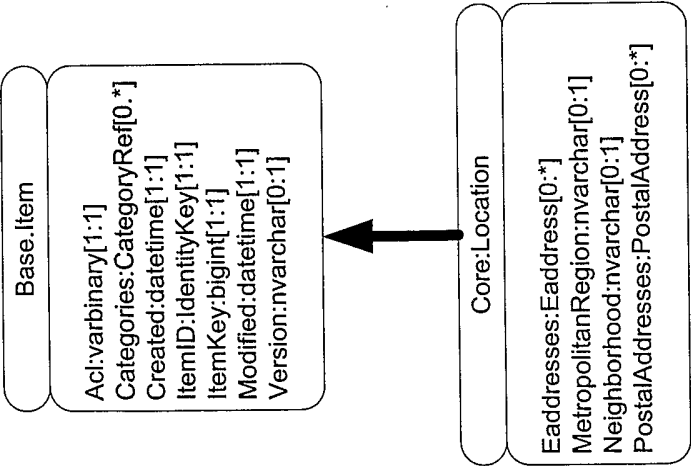 Base.Item
Acl:varbinary[1:1]
Categories:CategoryRef[0.*]
Created:datetime[1:1]
ItemID:IdentityKey[1:1]
ItemKey:bigint[1:1]
Modified:datetime[1:1]
Version:nvarchar[0:1]
Core:Location
Eaddresses:Eaddress[0:*]
MetropolitanRegion:nvarchar[0:1]
Neighborhood:nvarchar[0:1]
PostalAddresses:PostalAddress[0:*]